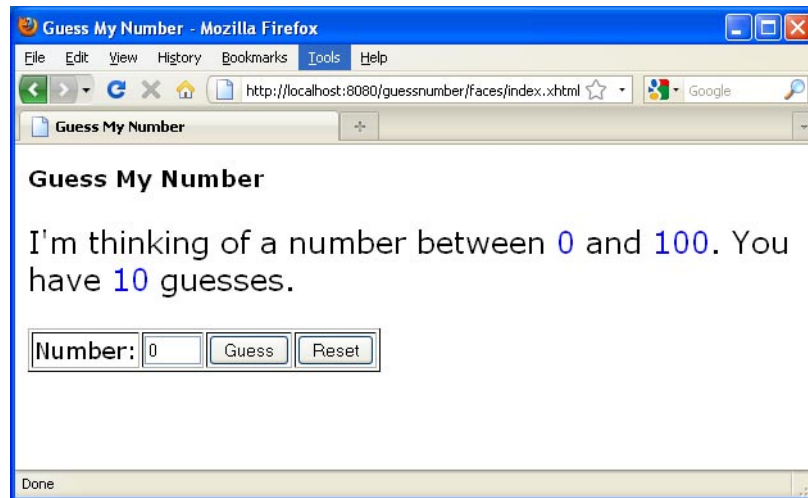 Guess My Number - Mozilla Firefox
File Edit View History Bookmarks Tools Help
http://localhost:8080/guessnumber/faces/index.xhtml Google
Guess My Number
Guess My Number
I'm thinking of a number between 0 and 100. You
have 10 guesses.
Number: 0 Guess Reset
Done